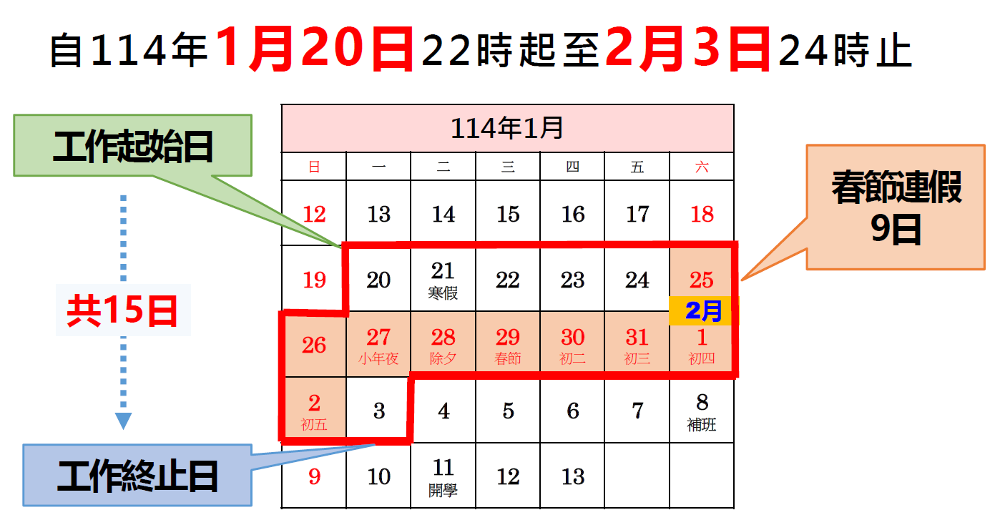 自114年1月20日22時起至2月3日24時止
工作起始日
共15日
工作終止日
114年1月
日 一 二 三 四 五 六
12 13 14 15 16 17 18
19 20 21 22 23 24 25
寒假
2月
26 27 28 29 30 31 1
小年夜 除夕 春節 初二 初三 初四
2 3 4 5 6 7 8
初五 補班
9 10 11 12 13
開學
春節連假
9日